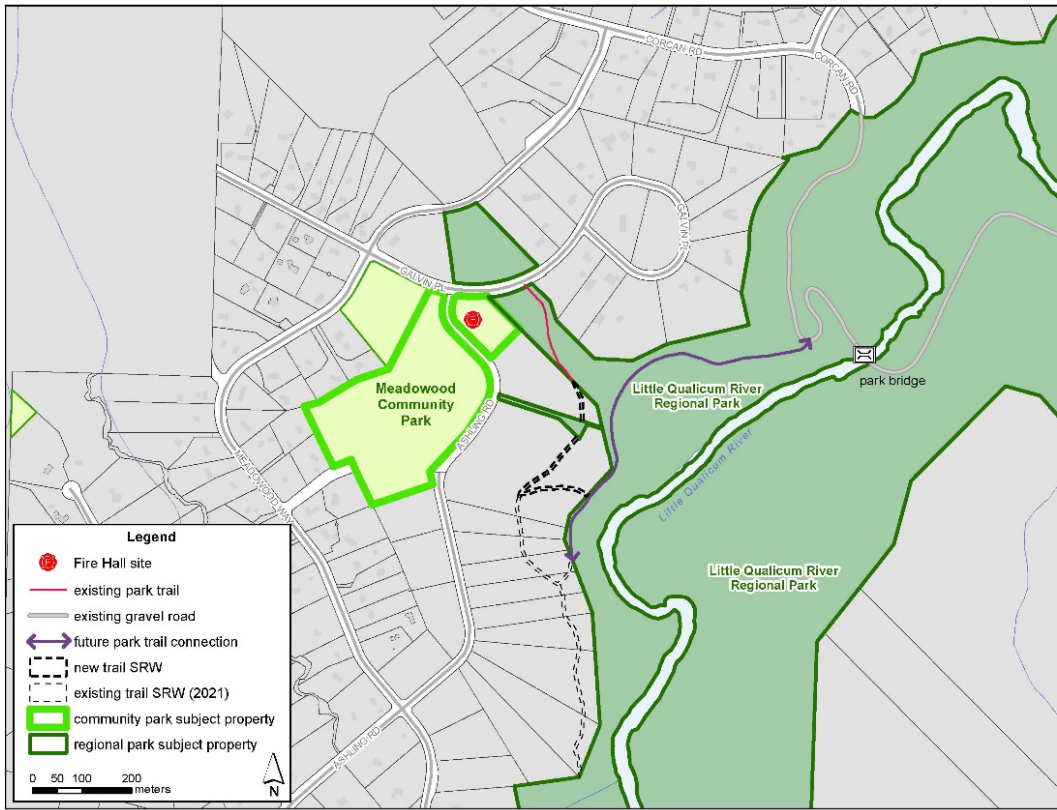 CORCAN RD
CORCAN RD
GALVIN PL
GALVIN PL
Meadowood
Community
Park
ASHLING RD
MEADOWOOD WAY
Little Qualicum River
Regional Park
park bridge
Little Qualicum River
Little Qualicum River
Regional Park
ASHLING RD
Legend
Fire Hall site
existing park trail
existing gravel road
future park trail connection
new trail SRW
existing trail SRW (2021)
community park subject property
regional park subject property
0 50 100 200
meters
N